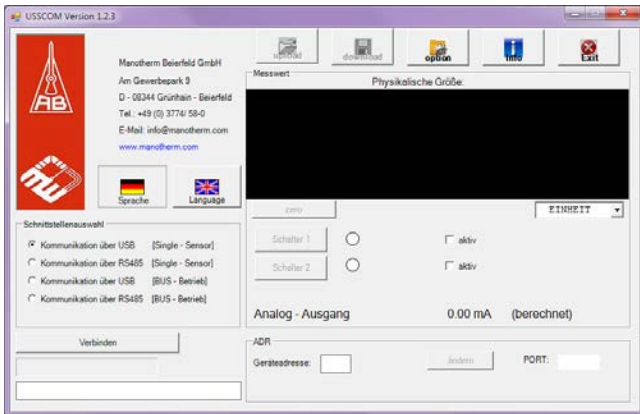 USSCOM Version 1.2.3
AB
mw
Manotherm Beierfeld GmbH
Am Gewerbepark 9
D - 08344 Grünhain - Beierfeld
Tel.: +49 (0) 3774/ 58-0
E-Mail: info@manotherm.com
www.manotherm.com
Sprache
Language
Schnittstellenauswahl
Kommunikation über USB [Single - Sensor]
Kommunikation über RS485 [Single - Sensor]
Kommunikation über USB [BUS - Betrieb]
Kommunikation über RS485 [BUS - Betrieb]
Verbinden
upload
download
option
Info
Exit
Messwert
Physikalische Größe:
zero
EINHEIT
Schalter 1
aktiv
Schalter 2
aktiv
Analog - Ausgang 0.00 mA (berechnet)
ADR
Geräteadresse:
ändern
PORT: